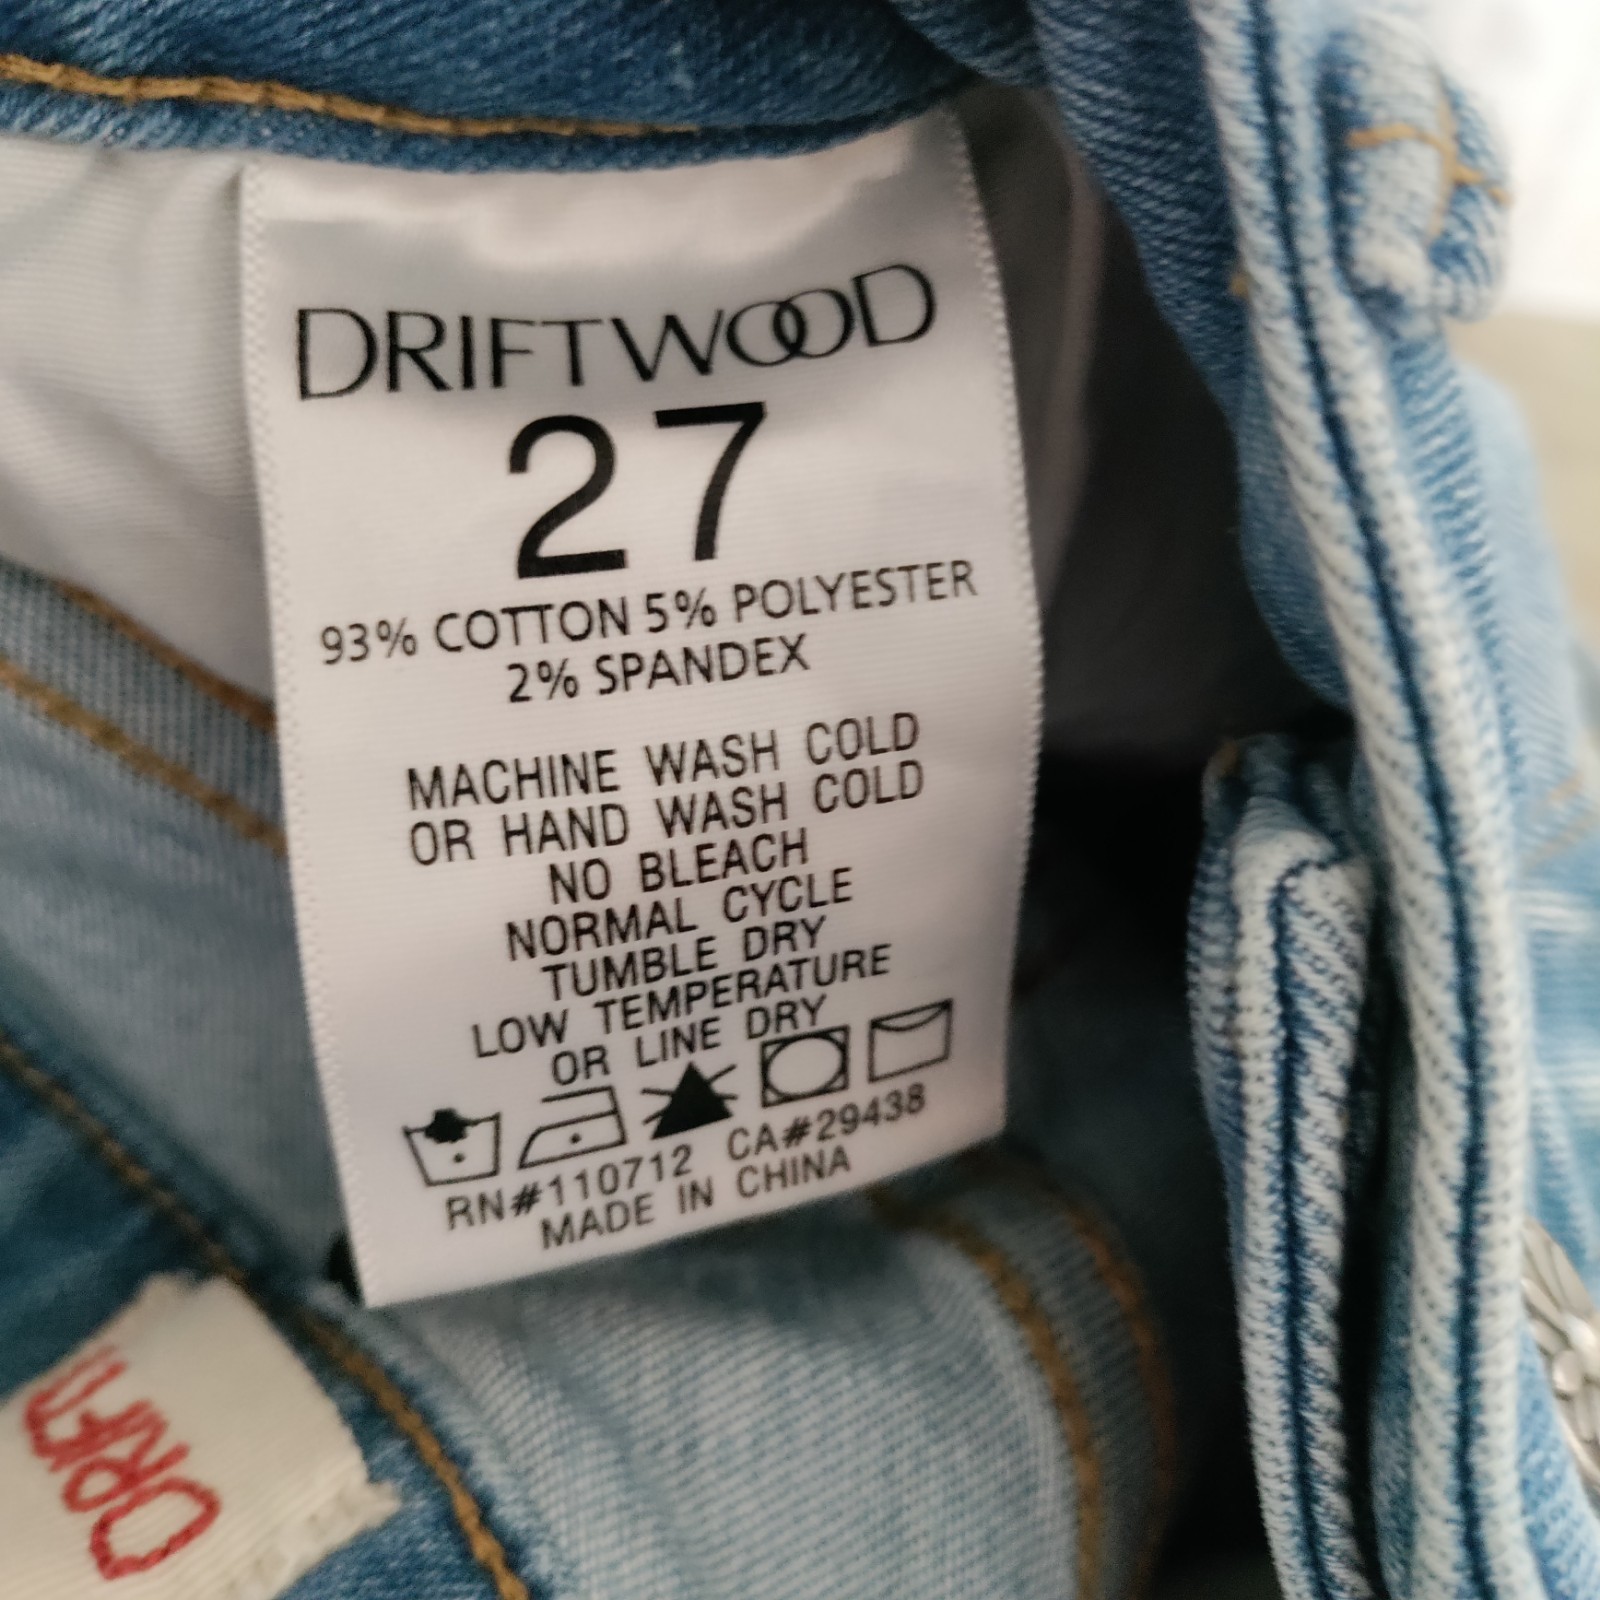 DRIFTWOOD
27
93% COTTON 5% POLYESTER
2% SPANDEX
MACHINE WASH COLD
OR HAND WASH COLD
NO BLEACH
NORMAL CYCLE
TUMBLE DRY
LOW TEMPERATURE
OR LINE DRY
RN#110712 CA#29438
MADE IN CHINA
DRIFT